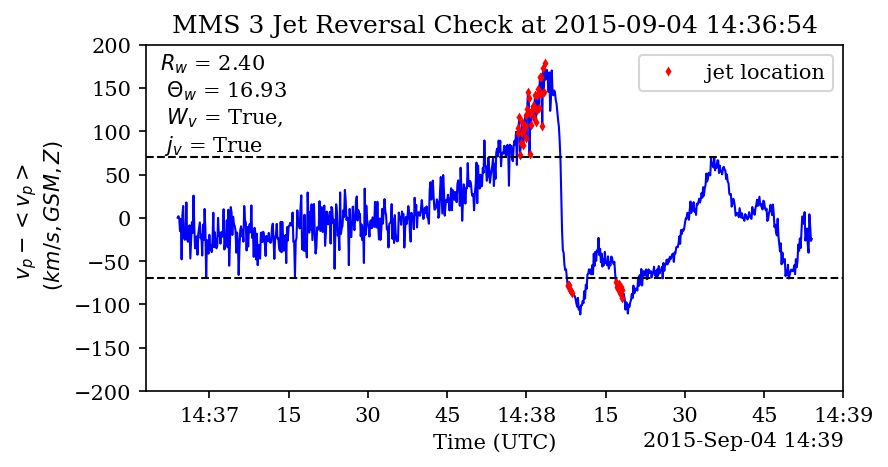 MMS 3 Jet Reversal Check at 2015-09-04 14:36:54
200
150
100
50
0
−50
−100
−150
−200
v_p − < v_p >
(km/s, GSM, Z)
R_w = 2.40
Θ_w = 16.93
W_v = True,
j_v = True
jet location
14:37 15 30 45 14:38 15 30 45 14:39
Time (UTC)
2015-Sep-04 14:39